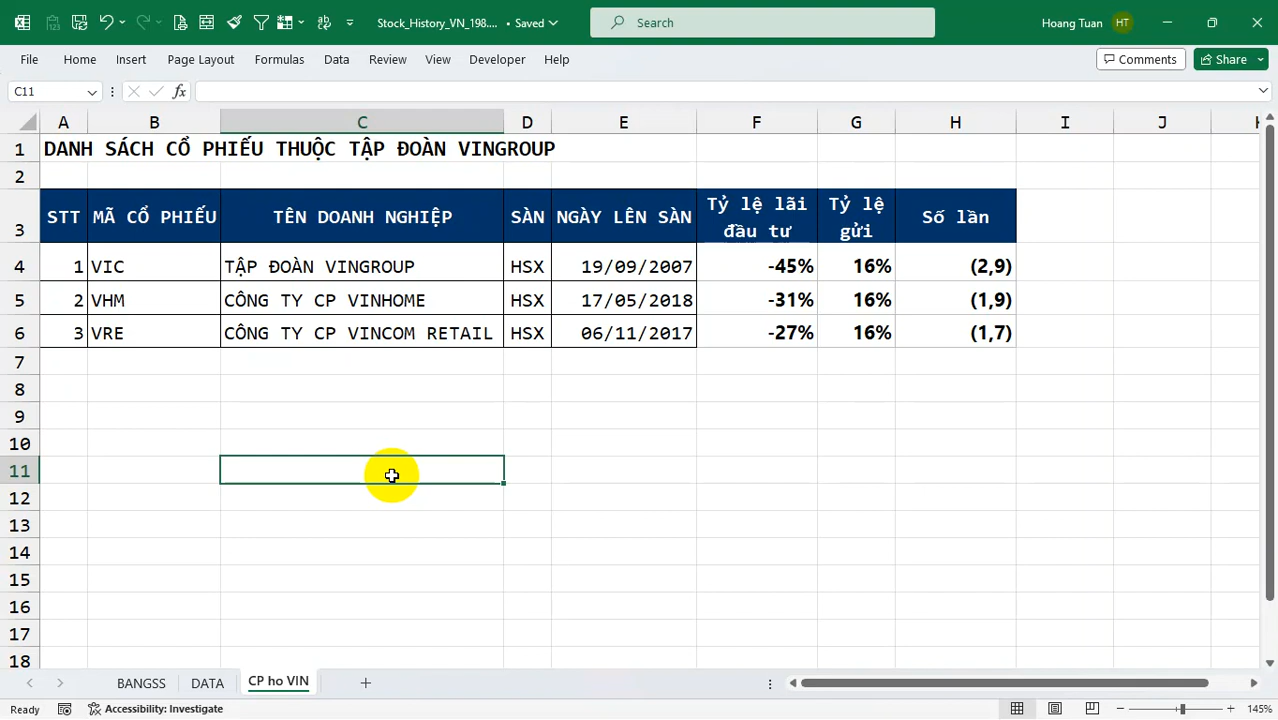 Stock_History_VN_198.... • Saved
Search
Hoang Tuan HT
File Home Insert Page Layout Formulas Data Review View Developer Help Comments Share
C11 fx
A B C D E F G H I J
1 DANH SÁCH CỔ PHIẾU THUỘC TẬP ĐOÀN VINGROUP
2
3 STT MÃ CỔ PHIẾU TÊN DOANH NGHIỆP SÀN NGÀY LÊN SÀN Tỷ lệ lãi đầu tư Tỷ lệ gửi Số lần
4 1 VIC TẬP ĐOÀN VINGROUP HSX 19/09/2007 -45% 16% (2,9)
5 2 VHM CÔNG TY CP VINHOME HSX 17/05/2018 -31% 16% (1,9)
6 3 VRE CÔNG TY CP VINCOM RETAIL HSX 06/11/2017 -27% 16% (1,7)
7
8
9
10
11
12
13
14
15
16
17
18
BANGSS DATA CP ho VIN
Ready Accessibility: Investigate 145%